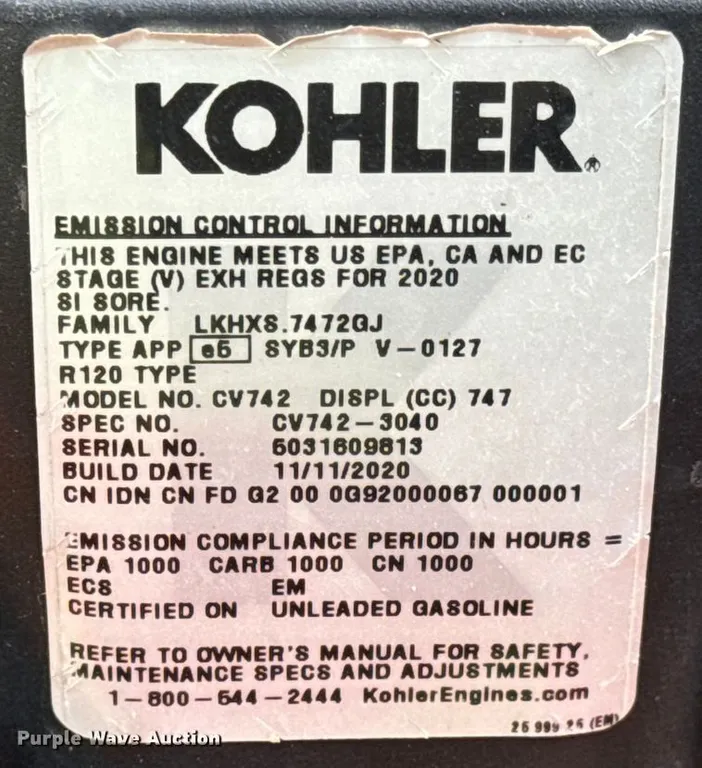 KOHLER®
EMISSION CONTROL INFORMATION
THIS ENGINE MEETS US EPA, CA AND EC
STAGE (V) EXH REGS FOR 2020
SI SORE.
FAMILY LKHXS.7472GJ
TYPE APP e5 SYB3/P V-0127
R120 TYPE
MODEL NO. CV742 DISPL (CC) 747
SPEC NO. CV742-3040
SERIAL NO. 5031609813
BUILD DATE 11/11/2020
CN IDN CN FD G2 00 0G92000067 000001
EMISSION COMPLIANCE PERIOD IN HOURS =
EPA 1000 CARB 1000 CN 1000
ECS EM
CERTIFIED ON UNLEADED GASOLINE
REFER TO OWNER'S MANUAL FOR SAFETY,
MAINTENANCE SPECS AND ADJUSTMENTS
1-800-544-2444 KohlerEngines.com
(EM)
Purple Wave Auction